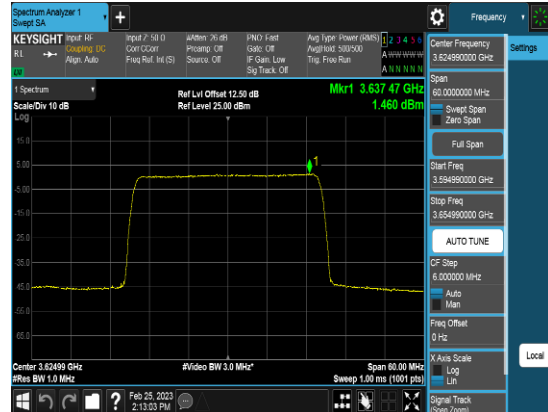 Spectrum Analyzer 1
Swept SA
+
Frequency
KEYSIGHT
RL
Input: RF
Coupling: DC
Align: Auto
Input Z: 50 Ω
Corr CCorr
Freq Ref: Int (S)
#Atten: 26 dB
Preamp: Off
Source: Off
PNO: Fast
Gate: Off
IF Gain: Low
Sig Track: Off
Avg Type: Power (RMS)
Avg|Hold: 500/500
Trig: Free Run
1 2 3 4 5 6
A W W W W W
A N N N N N
LW
1 Spectrum
Scale/Div 10 dB
Log
Ref Lvl Offset 12.50 dB
Ref Level 25.00 dBm
Mkr1 3.637 47 GHz
1.460 dBm
15.0
5.00
1
-5.00
-15.0
-25.0
-35.0
-45.0
-55.0
-65.0
Center 3.62499 GHz
#Res BW 1.0 MHz
#Video BW 3.0 MHz*
Span 60.00 MHz
Sweep 1.00 ms (1001 pts)
Feb 25, 2023
2:13:03 PM
?
Center Frequency
3.624990000 GHz
Settings
Span
60.0000000 MHz
Swept Span
Zero Span
Full Span
Start Freq
3.594990000 GHz
Stop Freq
3.654990000 GHz
AUTO TUNE
CF Step
6.000000 MHz
Auto
Man
Freq Offset
0 Hz
X Axis Scale
Log
Lin
Local
Signal Track
(Span Zoom)